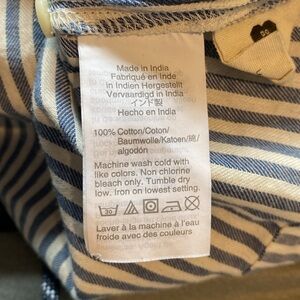 Made in India
Fabriqué en Inde
in Indien Hergestelt
Vervaardigd in India
インド製
Hecho en India
100% Cotton/Coton/
Baumwolle/Katoen/綿/
algodón
Machine wash cold with
like colors. Non chlorine
bleach only. Tumble dry
low. Iron on lowest setting.
30
Laver à la machine à l'eau
froide avec des couleurs